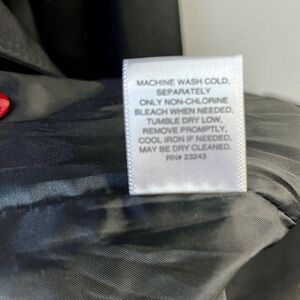 MACHINE WASH COLD,
SEPARATELY
ONLY NON-CHLORINE
BLEACH WHEN NEEDED,
TUMBLE DRY LOW,
REMOVE PROMPTLY,
COOL IRON IF NEEDED,
MAY BE DRY CLEANED.
RN# 23243